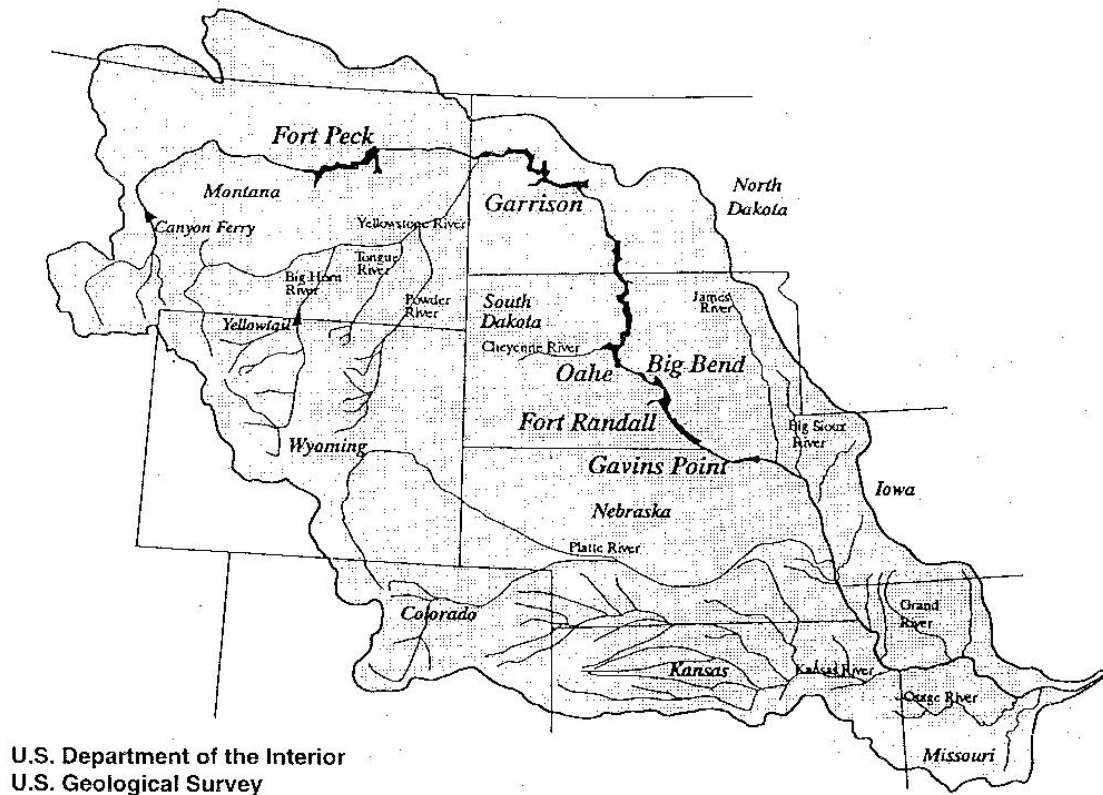 Fort Peck
Montana
North
Dakota
Garrison
Canyon Ferry
Yellowstone River
Tongue
River
Big Horn
River
Powder
River
South
Dakota
James
River
Yellowtail
Cheyenne River
Oahe
Big Bend
Fort Randall
Big Sioux
River
Wyoming
Gavins Point
Iowa
Nebraska
Platte River
Colorado
Grand
River
Kansas
Kansas River
Osage River
Missouri
U.S. Department of the Interior
U.S. Geological Survey